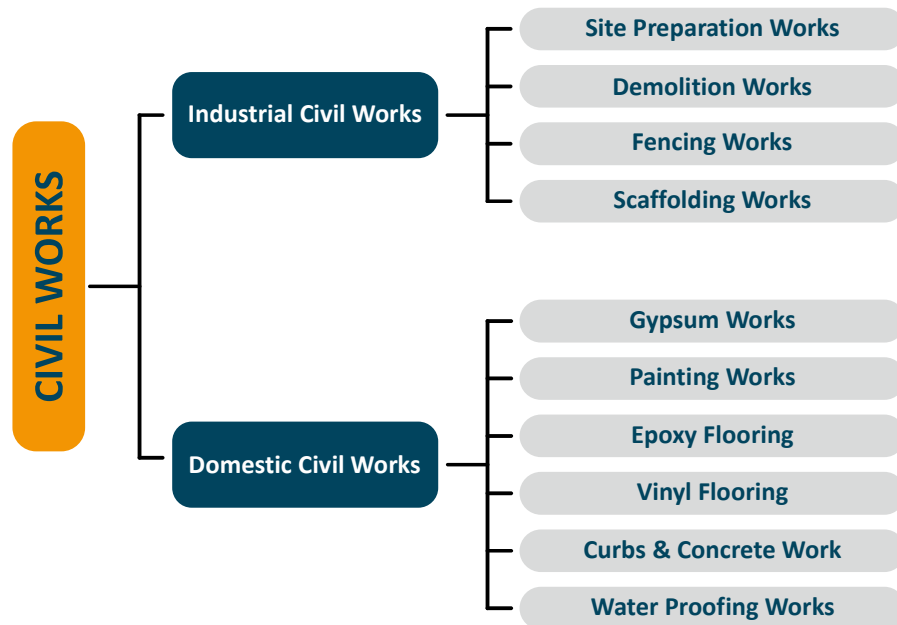 CIVIL WORKS
Industrial Civil Works
Site Preparation Works
Demolition Works
Fencing Works
Scaffolding Works
Domestic Civil Works
Gypsum Works
Painting Works
Epoxy Flooring
Vinyl Flooring
Curbs & Concrete Work
Water Proofing Works